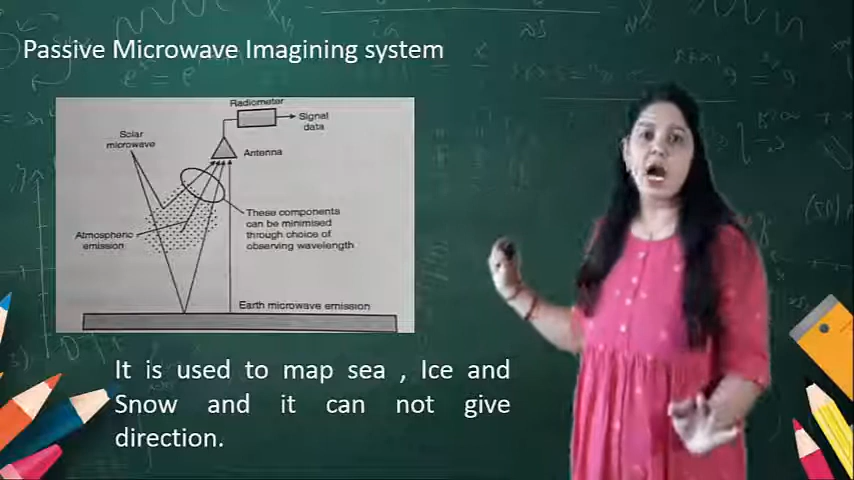 Passive Microwave Imagining system
Radiometer
Signal
data
Solar
microwave
Antenna
These components
can be minimised
through choice of
observing wavelength
Atmospheric
emission
Earth microwave emission
It is used to map sea , Ice and
Snow and it can not give
direction.